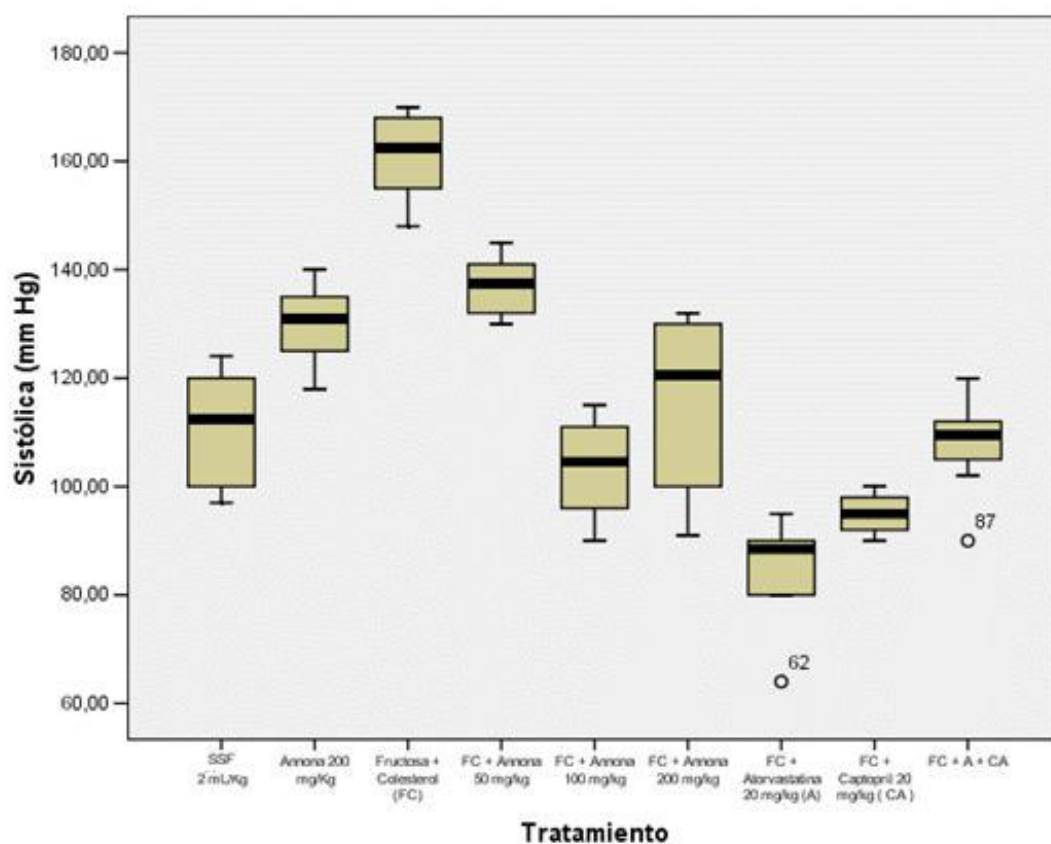 180,00
160,00
140,00
120,00
100,00
80,00
60,00
Sistólica (mm Hg)
62
87
SSF
2 mL/Kg
Annona 200
mg/Kg
Fructosa +
Colesterol
(FC)
FC + Annona
50 mg/kg
FC + Annona
100 mg/kg
FC + Annona
200 mg/kg
FC +
Atorvastatina
20 mg/kg (A)
FC +
Captopril 20
mg/kg ( CA )
FC + A + CA
Tratamiento